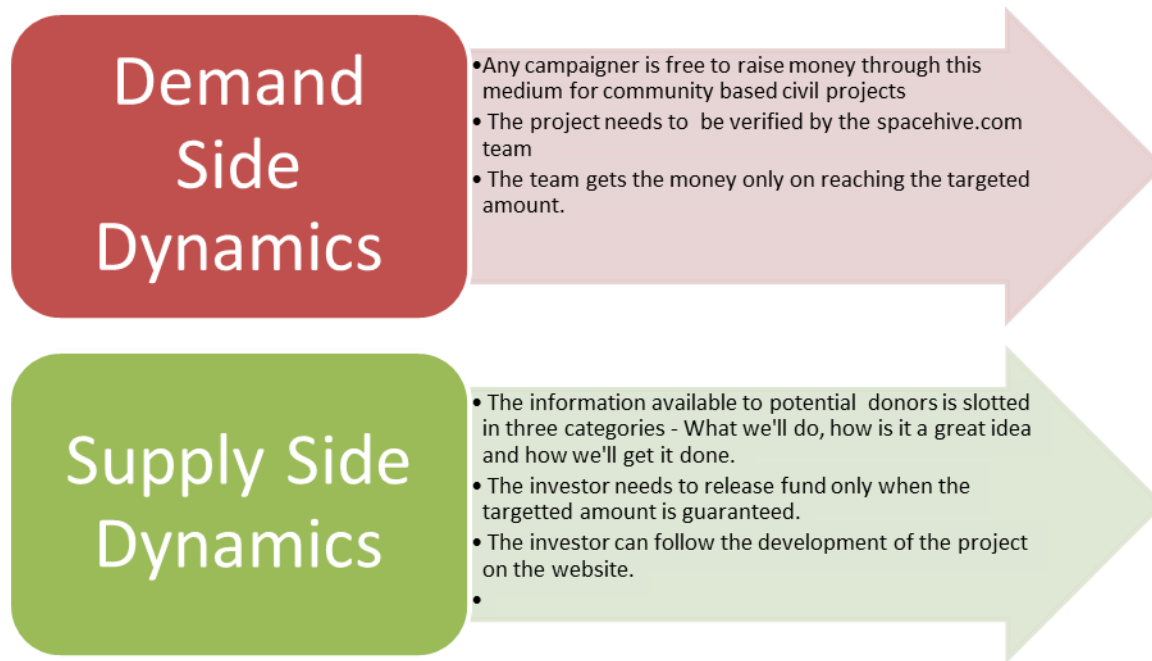 Demand
Side
Dynamics
•Any campaigner is free to raise money through this
medium for community based civil projects
• The project needs to  be verified by the spacehive.com
team
• The team gets the money only on reaching the targeted
amount.
Supply Side
Dynamics
• The information available to potential  donors is slotted
in three categories - What we'll do, how is it a great idea
and how we'll get it done.
• The investor needs to release fund only when the
targetted amount is guaranteed.
• The investor can follow the development of the project
on the website.
•